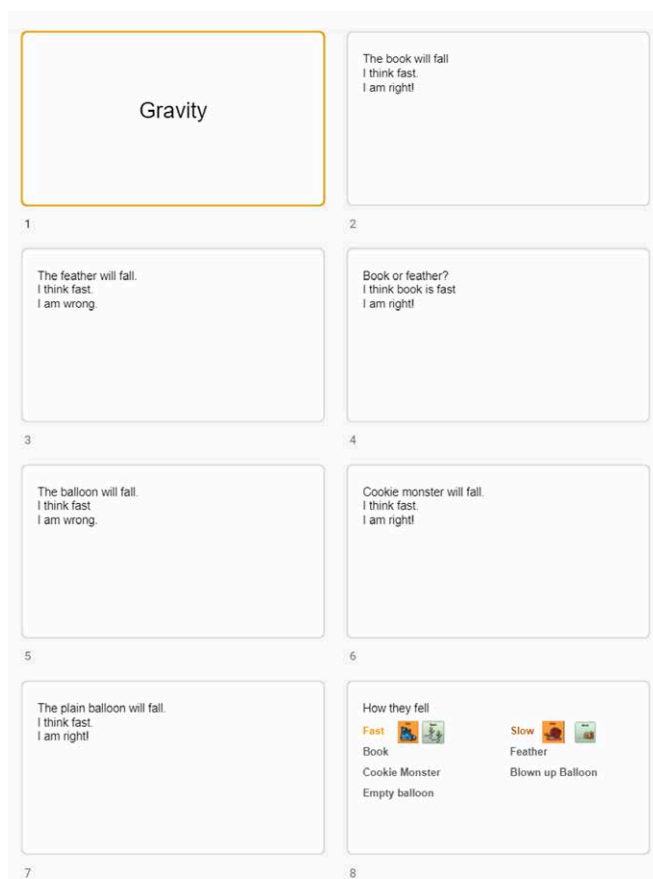 Gravity
1
The book will fall
I think fast.
I am right!
2
The feather will fall.
I think fast.
I am wrong.
3
Book or feather?
I think book is fast
I am right!
4
The balloon will fall.
I think fast
I am wrong.
5
Cookie monster will fall.
I think fast.
I am right!
6
The plain balloon will fall.
I think fast.
I am right!
7
How they fell
Fast
Book
Cookie Monster
Empty balloon
Slow
Feather
Blown up Balloon
8